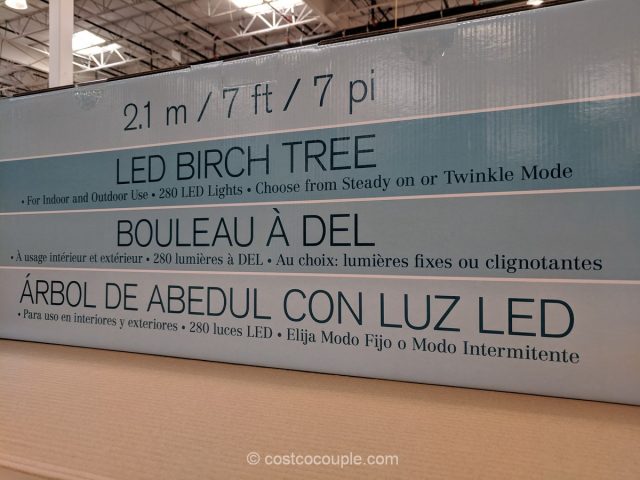 2.1 m / 7 ft / 7 pi
LED BIRCH TREE
• For Indoor and Outdoor Use • 280 LED Lights • Choose from Steady on or Twinkle Mode
BOULEAU À DEL
• À usage intérieur et extérieur • 280 lumières à DEL • Au choix: lumières fixes ou clignotantes
ÁRBOL DE ABEDUL CON LUZ LED
• Para uso en interiores y exteriores • 280 luces LED • Elija Modo Fijo o Modo Intermitente
© costcocouple.com